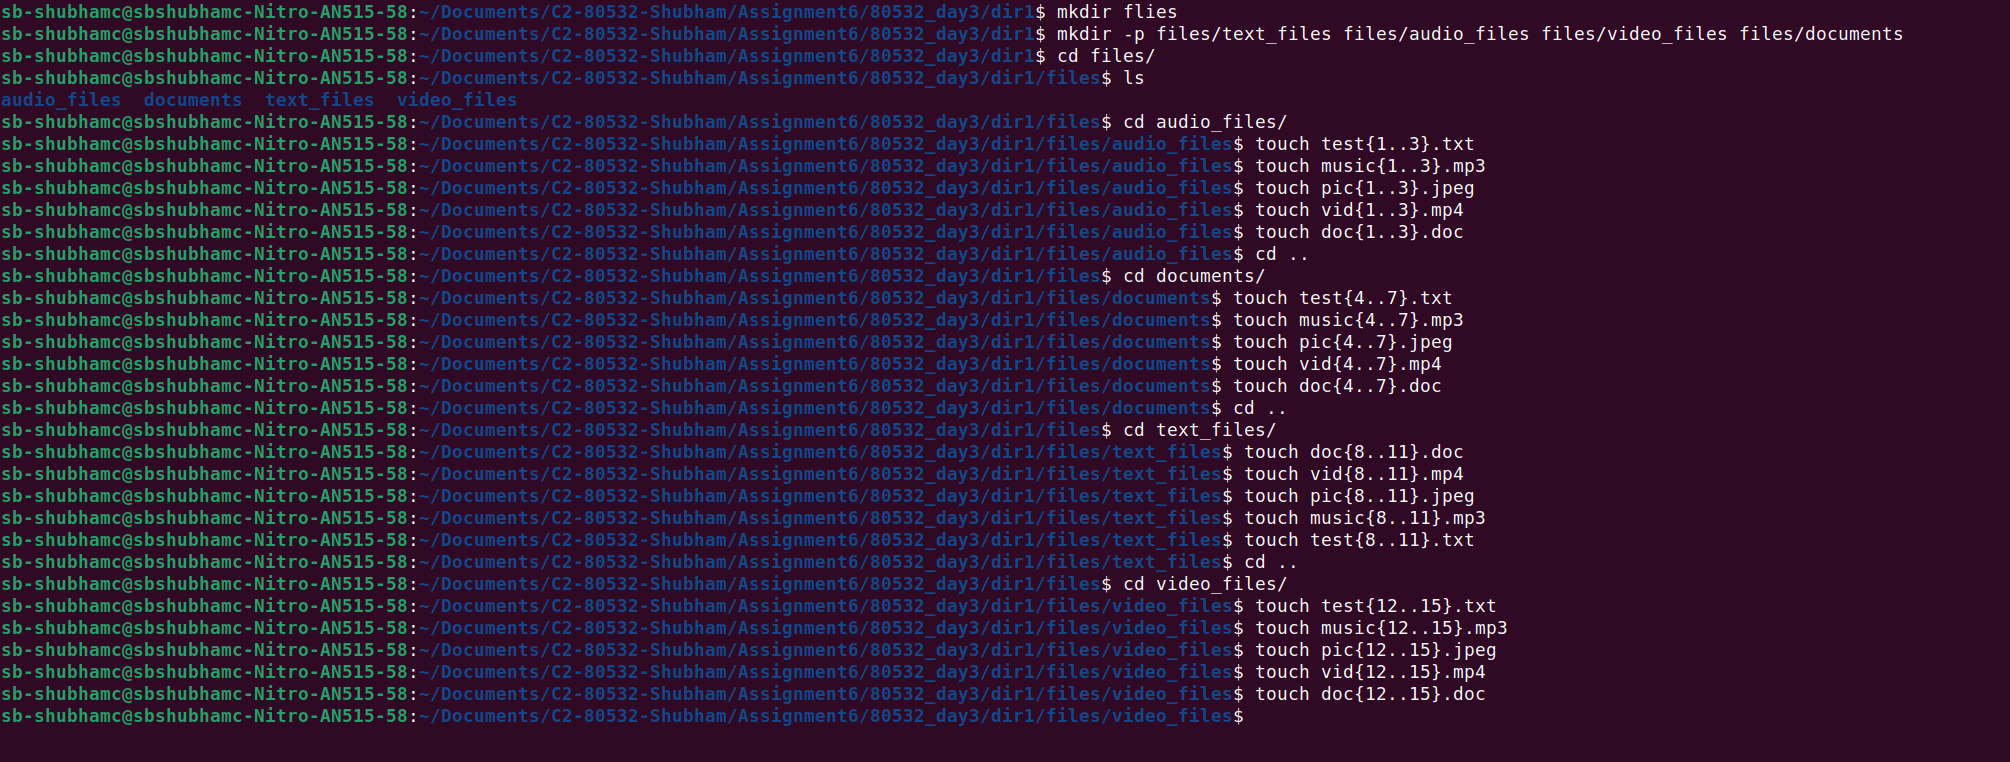 sb-shubhamc@sbshubhamc-Nitro-AN515-58:~/Documents/C2-80532-Shubham/Assignment6/80532_day3/dir1$ mkdir flies
sb-shubhamc@sbshubhamc-Nitro-AN515-58:~/Documents/C2-80532-Shubham/Assignment6/80532_day3/dir1$ mkdir -p files/text_files files/audio_files files/video_files files/documents
sb-shubhamc@sbshubhamc-Nitro-AN515-58:~/Documents/C2-80532-Shubham/Assignment6/80532_day3/dir1$ cd files/
sb-shubhamc@sbshubhamc-Nitro-AN515-58:~/Documents/C2-80532-Shubham/Assignment6/80532_day3/dir1/files$ ls
audio_files  documents  text_files  video_files
sb-shubhamc@sbshubhamc-Nitro-AN515-58:~/Documents/C2-80532-Shubham/Assignment6/80532_day3/dir1/files$ cd audio_files/
sb-shubhamc@sbshubhamc-Nitro-AN515-58:~/Documents/C2-80532-Shubham/Assignment6/80532_day3/dir1/files/audio_files$ touch test{1..3}.txt
sb-shubhamc@sbshubhamc-Nitro-AN515-58:~/Documents/C2-80532-Shubham/Assignment6/80532_day3/dir1/files/audio_files$ touch music{1..3}.mp3
sb-shubhamc@sbshubhamc-Nitro-AN515-58:~/Documents/C2-80532-Shubham/Assignment6/80532_day3/dir1/files/audio_files$ touch pic{1..3}.jpeg
sb-shubhamc@sbshubhamc-Nitro-AN515-58:~/Documents/C2-80532-Shubham/Assignment6/80532_day3/dir1/files/audio_files$ touch vid{1..3}.mp4
sb-shubhamc@sbshubhamc-Nitro-AN515-58:~/Documents/C2-80532-Shubham/Assignment6/80532_day3/dir1/files/audio_files$ touch doc{1..3}.doc
sb-shubhamc@sbshubhamc-Nitro-AN515-58:~/Documents/C2-80532-Shubham/Assignment6/80532_day3/dir1/files/audio_files$ cd ..
sb-shubhamc@sbshubhamc-Nitro-AN515-58:~/Documents/C2-80532-Shubham/Assignment6/80532_day3/dir1/files$ cd documents/
sb-shubhamc@sbshubhamc-Nitro-AN515-58:~/Documents/C2-80532-Shubham/Assignment6/80532_day3/dir1/files/documents$ touch test{4..7}.txt
sb-shubhamc@sbshubhamc-Nitro-AN515-58:~/Documents/C2-80532-Shubham/Assignment6/80532_day3/dir1/files/documents$ touch music{4..7}.mp3
sb-shubhamc@sbshubhamc-Nitro-AN515-58:~/Documents/C2-80532-Shubham/Assignment6/80532_day3/dir1/files/documents$ touch pic{4..7}.jpeg
sb-shubhamc@sbshubhamc-Nitro-AN515-58:~/Documents/C2-80532-Shubham/Assignment6/80532_day3/dir1/files/documents$ touch vid{4..7}.mp4
sb-shubhamc@sbshubhamc-Nitro-AN515-58:~/Documents/C2-80532-Shubham/Assignment6/80532_day3/dir1/files/documents$ touch doc{4..7}.doc
sb-shubhamc@sbshubhamc-Nitro-AN515-58:~/Documents/C2-80532-Shubham/Assignment6/80532_day3/dir1/files/documents$ cd ..
sb-shubhamc@sbshubhamc-Nitro-AN515-58:~/Documents/C2-80532-Shubham/Assignment6/80532_day3/dir1/files$ cd text_files/
sb-shubhamc@sbshubhamc-Nitro-AN515-58:~/Documents/C2-80532-Shubham/Assignment6/80532_day3/dir1/files/text_files$ touch doc{8..11}.doc
sb-shubhamc@sbshubhamc-Nitro-AN515-58:~/Documents/C2-80532-Shubham/Assignment6/80532_day3/dir1/files/text_files$ touch vid{8..11}.mp4
sb-shubhamc@sbshubhamc-Nitro-AN515-58:~/Documents/C2-80532-Shubham/Assignment6/80532_day3/dir1/files/text_files$ touch pic{8..11}.jpeg
sb-shubhamc@sbshubhamc-Nitro-AN515-58:~/Documents/C2-80532-Shubham/Assignment6/80532_day3/dir1/files/text_files$ touch music{8..11}.mp3
sb-shubhamc@sbshubhamc-Nitro-AN515-58:~/Documents/C2-80532-Shubham/Assignment6/80532_day3/dir1/files/text_files$ touch test{8..11}.txt
sb-shubhamc@sbshubhamc-Nitro-AN515-58:~/Documents/C2-80532-Shubham/Assignment6/80532_day3/dir1/files/text_files$ cd ..
sb-shubhamc@sbshubhamc-Nitro-AN515-58:~/Documents/C2-80532-Shubham/Assignment6/80532_day3/dir1/files$ cd video_files/
sb-shubhamc@sbshubhamc-Nitro-AN515-58:~/Documents/C2-80532-Shubham/Assignment6/80532_day3/dir1/files/video_files$ touch test{12..15}.txt
sb-shubhamc@sbshubhamc-Nitro-AN515-58:~/Documents/C2-80532-Shubham/Assignment6/80532_day3/dir1/files/video_files$ touch music{12..15}.mp3
sb-shubhamc@sbshubhamc-Nitro-AN515-58:~/Documents/C2-80532-Shubham/Assignment6/80532_day3/dir1/files/video_files$ touch pic{12..15}.jpeg
sb-shubhamc@sbshubhamc-Nitro-AN515-58:~/Documents/C2-80532-Shubham/Assignment6/80532_day3/dir1/files/video_files$ touch vid{12..15}.mp4
sb-shubhamc@sbshubhamc-Nitro-AN515-58:~/Documents/C2-80532-Shubham/Assignment6/80532_day3/dir1/files/video_files$ touch doc{12..15}.doc
sb-shubhamc@sbshubhamc-Nitro-AN515-58:~/Documents/C2-80532-Shubham/Assignment6/80532_day3/dir1/files/video_files$